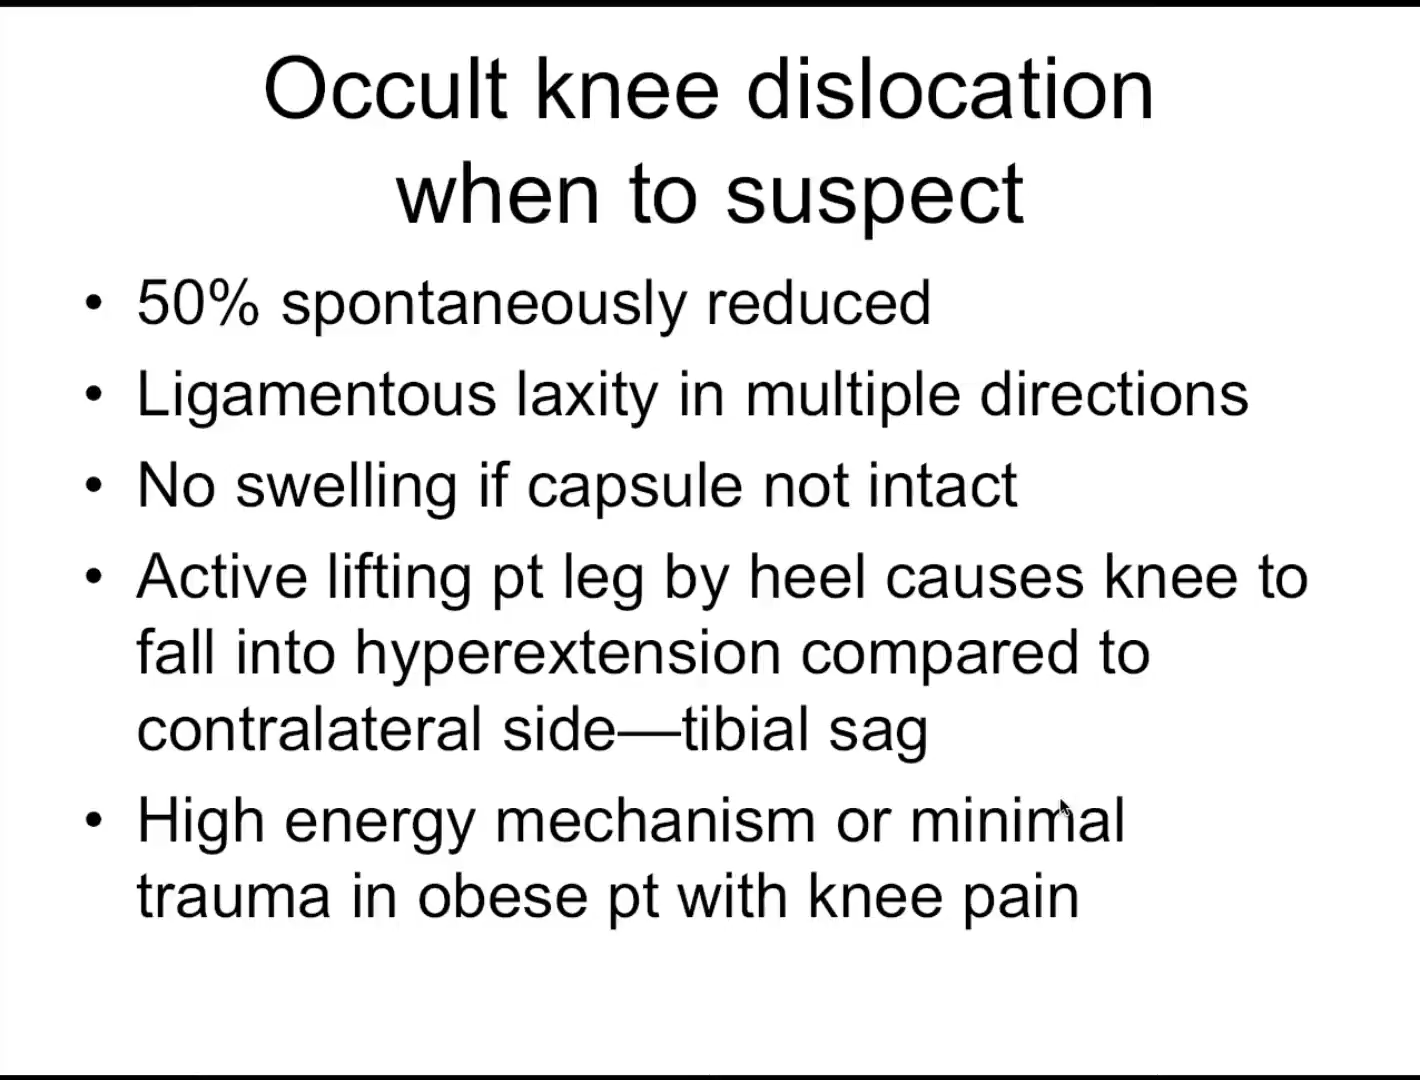 Occult knee dislocation
when to suspect
• 50% spontaneously reduced
• Ligamentous laxity in multiple directions
• No swelling if capsule not intact
• Active lifting pt leg by heel causes knee to
fall into hyperextension compared to
contralateral side—tibial sag
• High energy mechanism or minimal
trauma in obese pt with knee pain